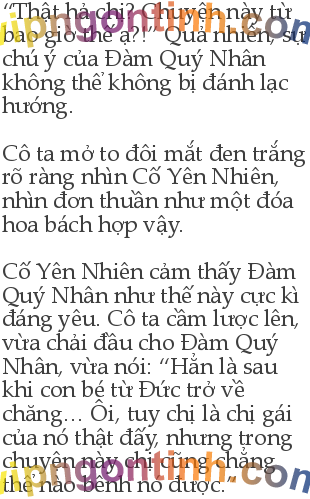 “Thật hả chị? Chuyện này từ
bao giờ thế ạ?!” Quả nhiên, sự
chú ý của Đàm Quý Nhân
không thể không bị đánh lạc
hướng.
Cô ta mở to đôi mắt đen trắng
rõ ràng nhìn Cố Yên Nhiên,
nhìn đơn thuần như một đóa
hoa bách hợp vậy.
Cố Yên Nhiên cảm thấy Đàm
Quý Nhân như thế này cực kì
đáng yêu. Cô ta cầm lược lên,
vừa chải đầu cho Đàm Quý
Nhân, vừa nói: “Hẳn là sau
khi con bé từ Đức trở về
chăng... Ôi, tuy chị là chị gái
của nó thật đấy, nhưng trong
chuyện này chị cũng chẳng
thể nào bênh nó được.”
vipngontinh.com
vipngontinh.com